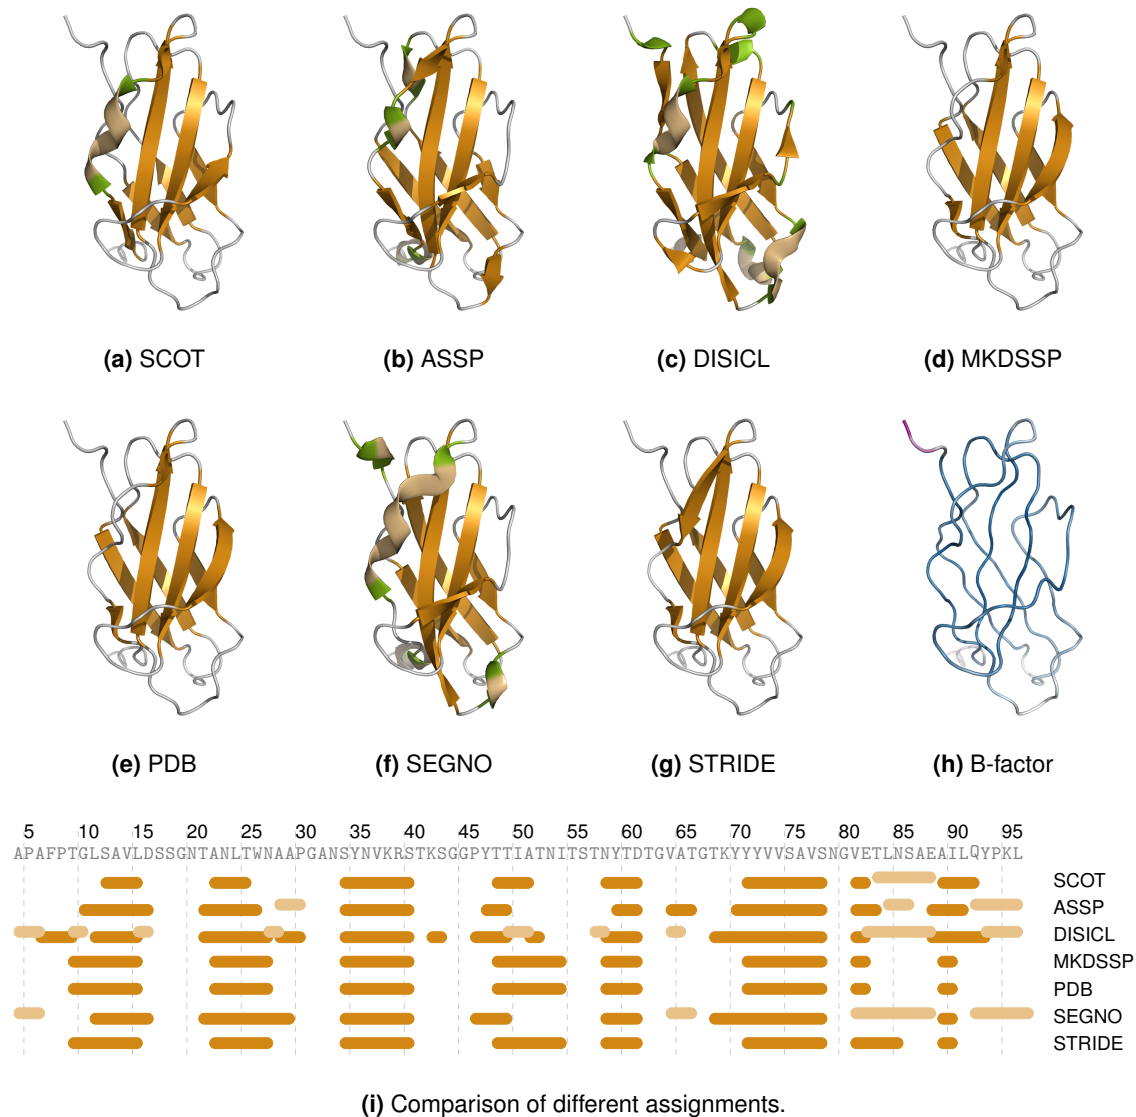 (a) SCOT
(b) ASSP
(c) DISICL
(d) MKDSSP
(e) PDB
(f) SEGNO
(g) STRIDE
(h) B-factor
5 10 15 20 25 30 35 40 45 50 55 60 65 70 75 80 85 90 95
APAFPTGLSAVLDSSGNTANLTWNAAPGANSYNVKRSTKSGGPYTTIATNITSTNYTDTGVATGTKYYYVVSAVSNGVETLNSAEAILQYPKL
SCOT
ASSP
DISICL
MKDSSP
PDB
SEGNO
STRIDE
(i) Comparison of different assignments.